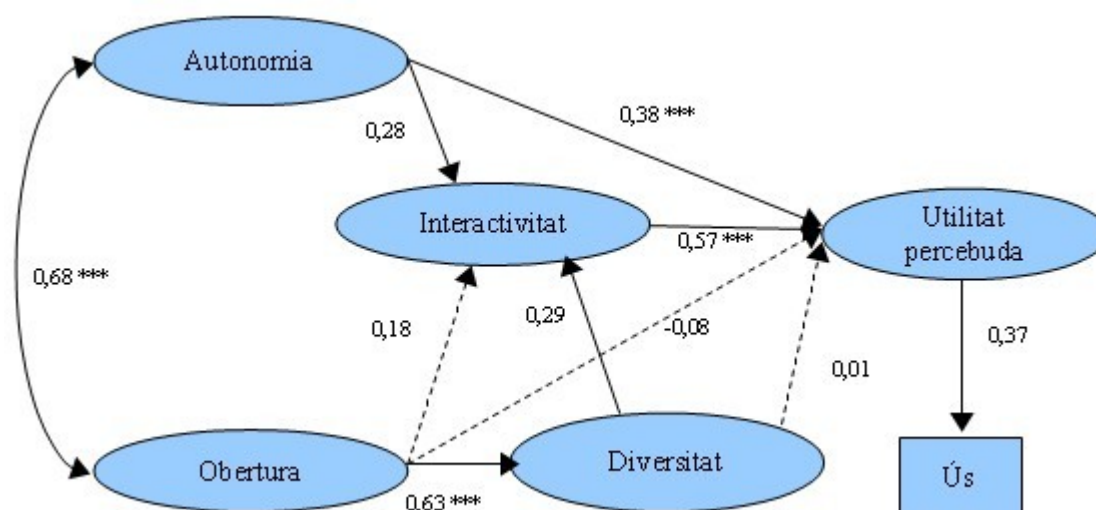 Autonomia
0,38 ***
0,28
Interactivitat
0,57 ***
Utilitat
percebuda
0,68 ***
0,18
0,29
-0,08
0,37
0,01
Obertura
0,63 ***
Diversitat
Ús